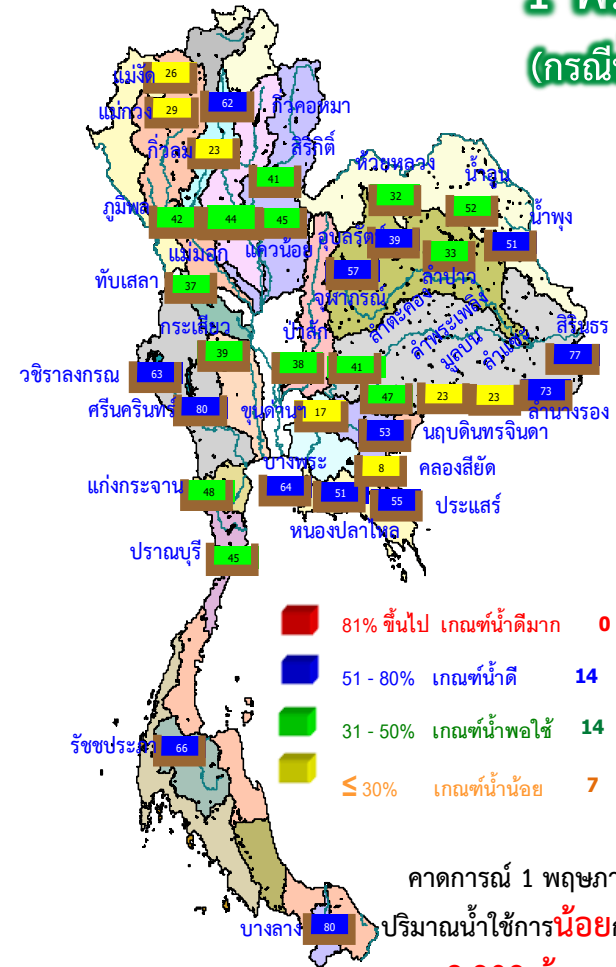 1 พ
(กรณี
แม่งัด 26
62 กิ่วคอหมา
แม่กวง 29
กิ่วลม 23
สิริกิติ์
41
ห้วยหลวง
32
น้ำอูน
52
น้ำพุง
51
ภูมิพล 42
44
45
แม่มอก
แควน้อย
อุบลรัตน์
39
33
ลำปาว
57
จุฬาภรณ์
ทับเสลา
37
ลำตะคอง
ลำพระเพลิง
มูลบน
ลำแชะ
สิรินธร
77
กระเสียว
39
ป่าสัก
38
41
วชิราลงกรณ 63
ศรีนครินทร์ 80
ขุนด่านฯ 17
47
23
23
73
ลำนางรอง
53 นฤบดินทรจินดา
8 คลองสียัด
บางพระ
64
51
55 ประแสร์
หนองปลาไหล
แก่งกระจาน 48
ปราณบุรี
45
81% ขึ้นไป เกณฑ์น้ำดีมาก 0
51 - 80% เกณฑ์น้ำดี 14
31 - 50% เกณฑ์น้ำพอใช้ 14
≤ 30% เกณฑ์น้ำน้อย 7
รัชชประภา 66
บางลาง 80
คาดการณ์ 1 พฤษภา
ปริมาณน้ำใช้การน้อยก